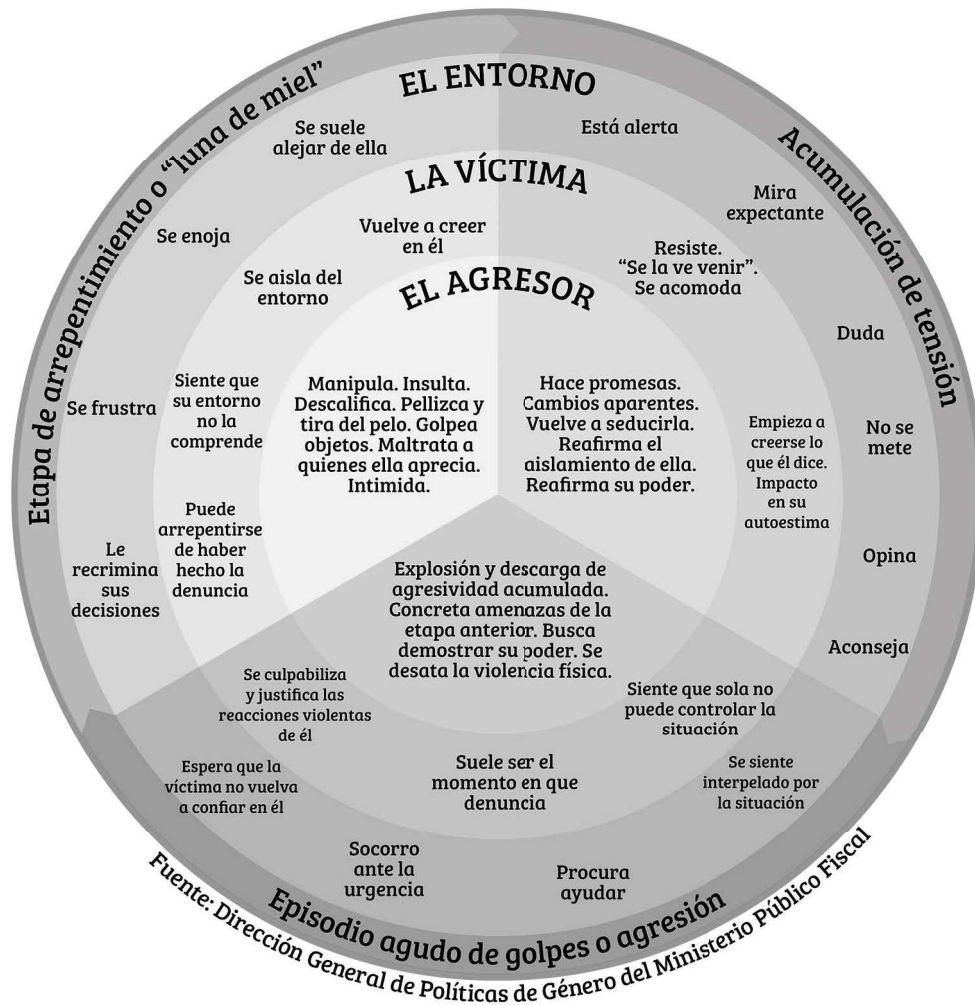 Etapa de arrepentimiento o “luna de miel”
Acumulación de tensión
Episodio agudo de golpes o agresión
EL ENTORNO
Se suele
alejar de ella
Se enoja
Se frustra
Le
recrimina
sus
decisiones
Está alerta
Mira
expectante
Duda
No se
mete
Opina
Aconseja
LA VÍCTIMA
Vuelve a creer
en él
Se aisla del
entorno
Siente que
su entorno
no la
comprende
Puede
arrepentirse
de haber
hecho la
denuncia
Resiste.
“Se la ve venir”.
Se acomoda
Empieza a
creerse lo
que él dice.
Impacto
en su
autoestima
EL AGRESOR
Manipula. Insulta.
Descalifica. Pellizca y
tira del pelo. Golpea
objetos. Maltrata a
quienes ella aprecia.
Intimida.
Hace promesas.
Cambios aparentes.
Vuelve a seducirla.
Reafirma el
aislamiento de ella.
Reafirma su poder.
Explosión y descarga de
agresividad acumulada.
Concreta amenazas de la
etapa anterior. Busca
demostrar su poder. Se
desata la violencia física.
Se culpabiliza
y justifica las
reacciones violentas
de él
Suele ser el
momento en que
denuncia
Siente que sola no
puede controlar la
situación
Espera que la
víctima no vuelva
a confiar en él
Socorro
ante la
urgencia
Procura
ayudar
Se siente
interpelado por
la situación
Fuente: Dirección General de Políticas de Género del Ministerio Público Fiscal